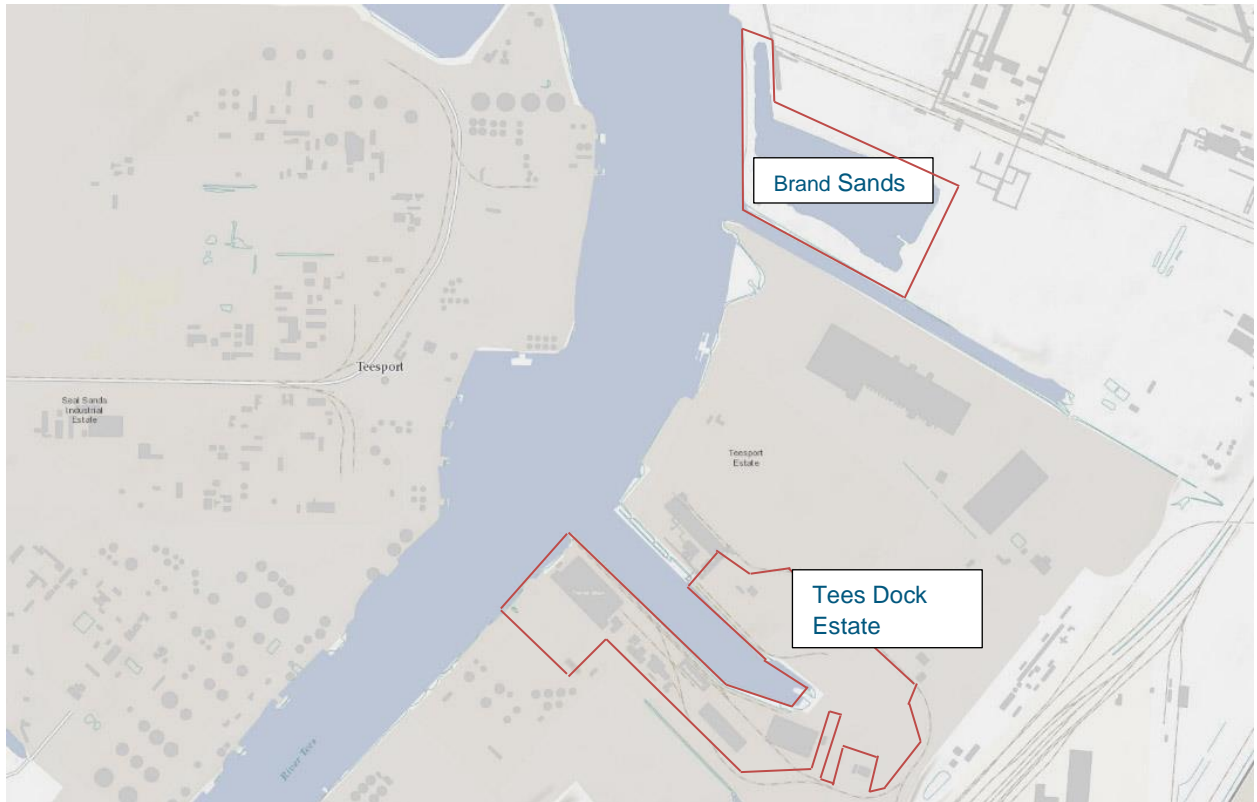 Brand Sands
Teesport
Seal Sands
Industrial
Estate
Teesport
Estate
Tees Dock
Estate
River Tees